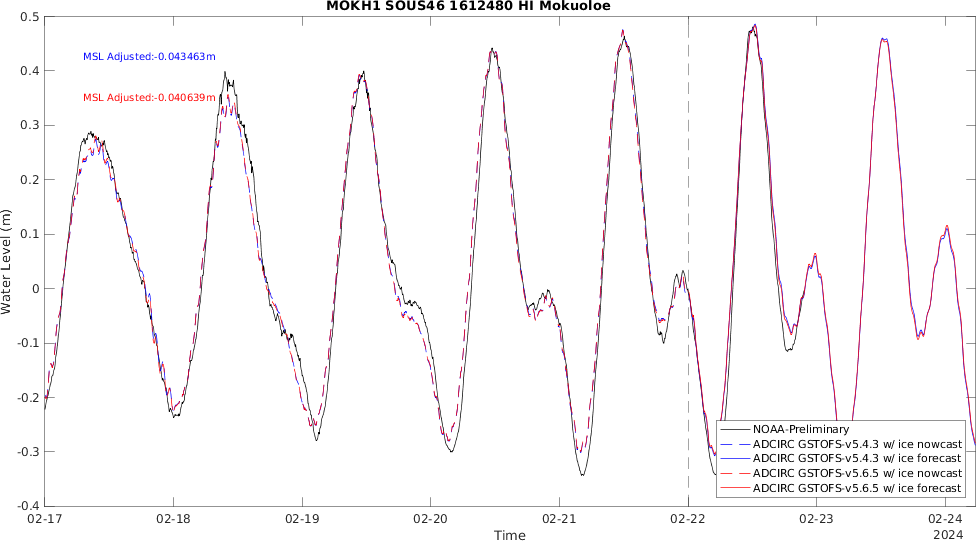 MOKH1 SOUS46 1612480 HI Mokuoloe
0.5
MSL Adjusted:-0.043463m
0.4
MSL Adjusted:-0.040639m
0.3
0.2
0.1
Water Level (m)
0
-0.1
-0.2
NOAA-Preliminary
ADCIRC GSTOFS-v5.4.3 w/ ice nowcast
-0.3
ADCIRC GSTOFS-v5.4.3 w/ ice forecast
ADCIRC GSTOFS-v5.6.5 w/ ice nowcast
ADCIRC GSTOFS-v5.6.5 w/ ice forecast
-0.4
02-17 02-18 02-19 02-20 02-21 02-22 02-23 02-24
Time
2024